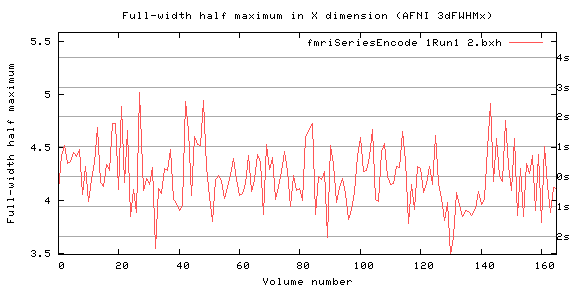 Full-width half maximum in X dimension (AFNI 3dFWHMx)
fmriSeriesEncode 1Run1 2.bxh
Full-width half maximum
5.5
5
4.5
4
3.5
4s
3s
2s
1s
0s
1s
2s
0 20 40 60 80 100 120 140 160
Volume number